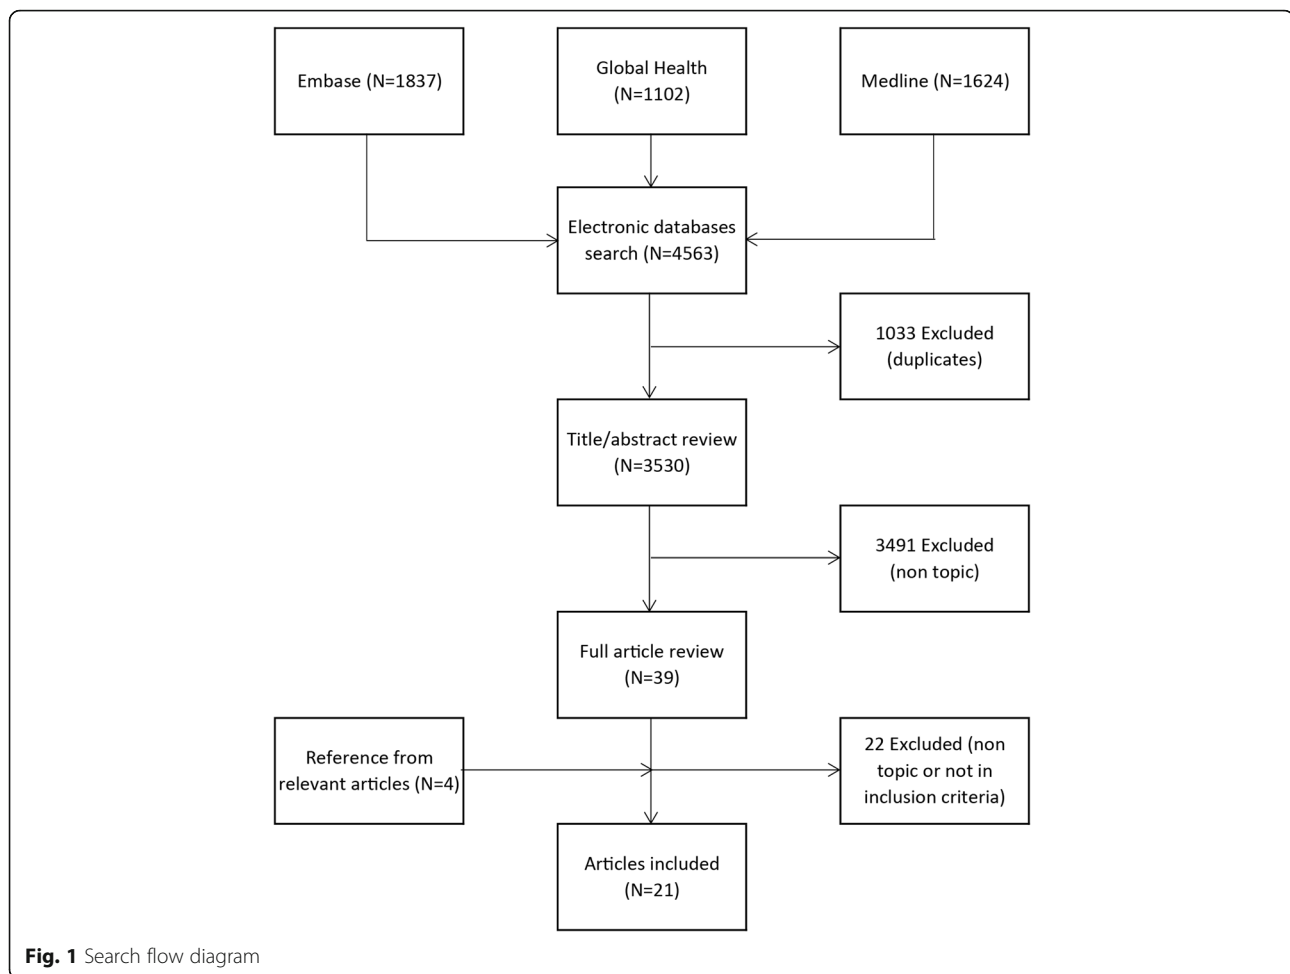 Embase (N=1837)
Global Health
(N=1102)
Medline (N=1624)
Electronic databases
search (N=4563)
1033 Excluded
(duplicates)
Title/abstract review
(N=3530)
3491 Excluded
(non topic)
Full article review
(N=39)
Reference from
relevant articles (N=4)
22 Excluded (non
topic or not in
inclusion criteria)
Articles included
(N=21)
Fig. 1 Search flow diagram